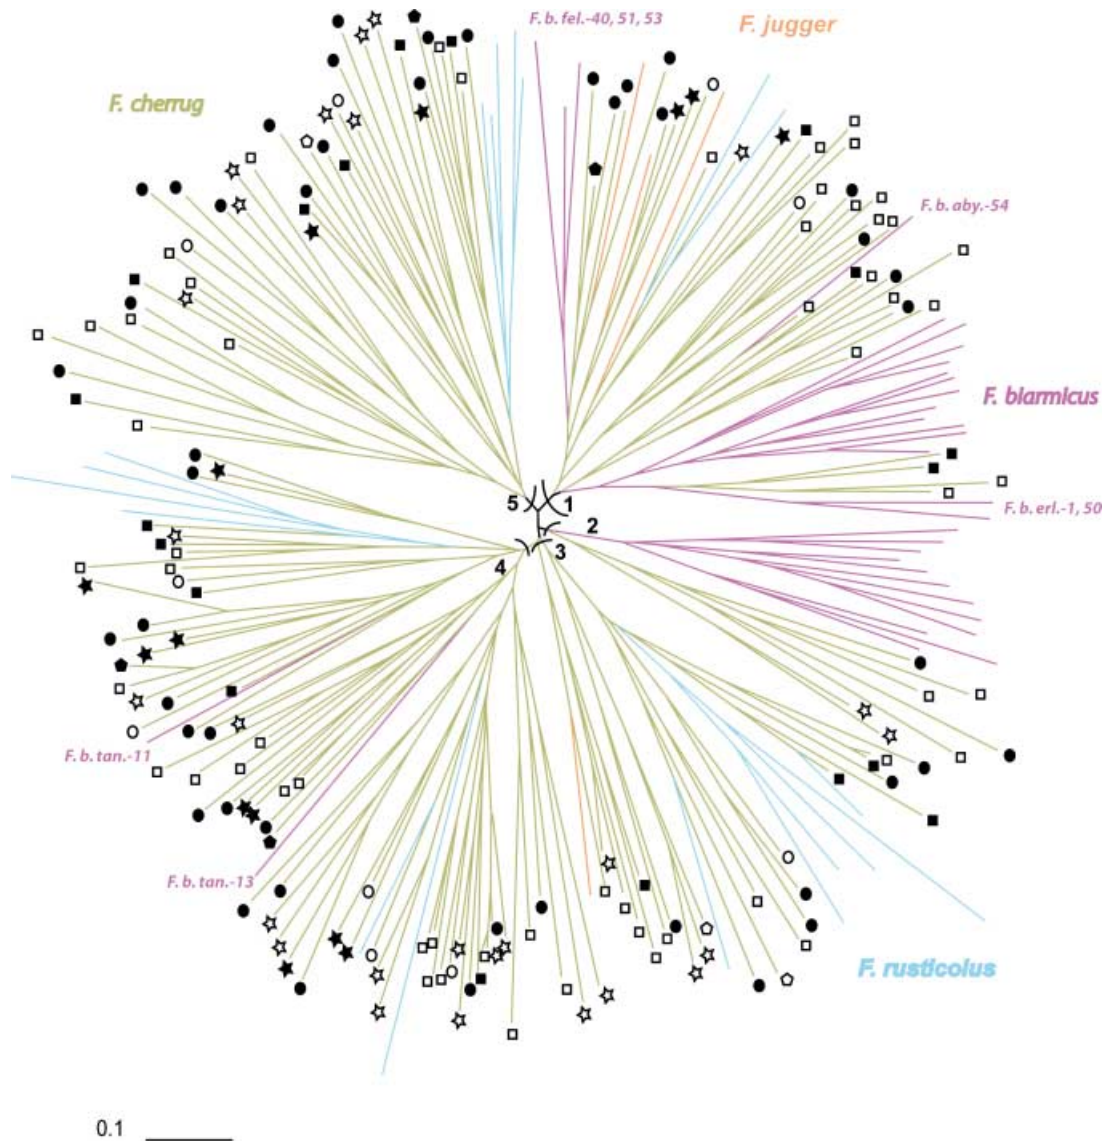 F. b. fel.-40, 51, 53
F. jugger
F. cherrug
F. b. aby.-54
F. biarmicus
5 1
F. b. erl.-1, 50
2
4 3
F. b. tan.-11
F. b. tan.-13
F. rusticolus
0.1